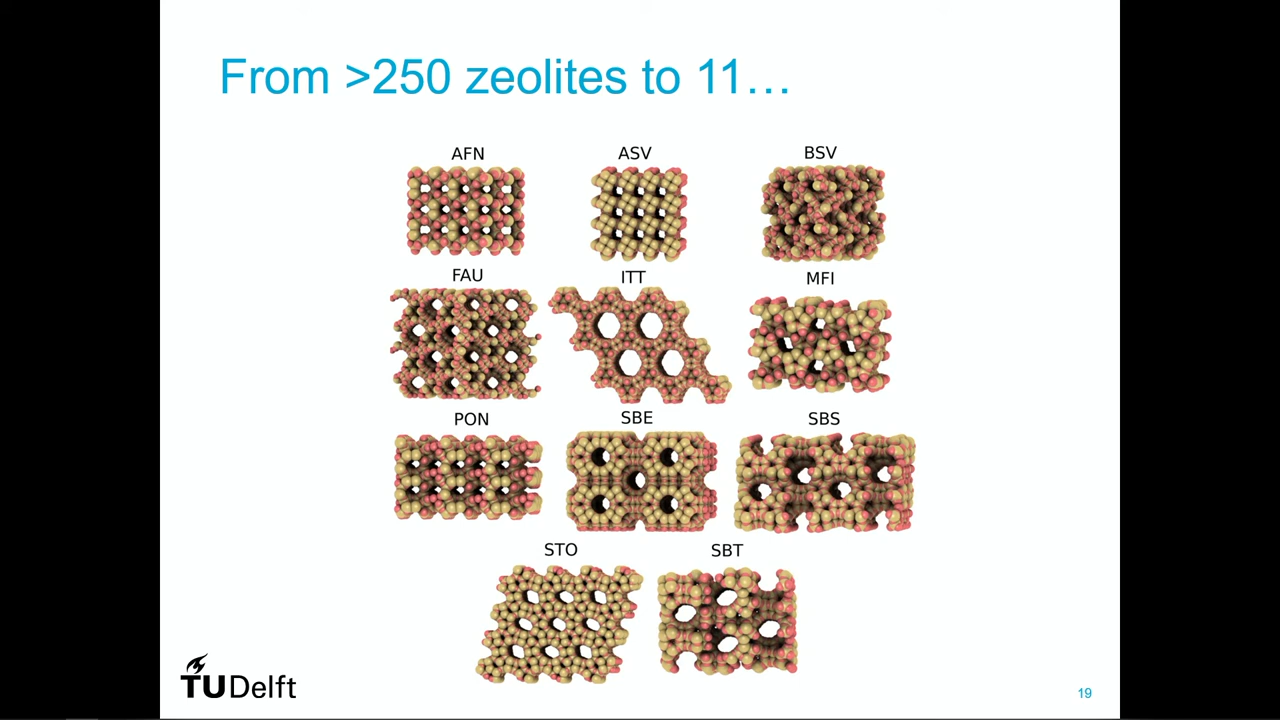 From >250 zeolites to 11…
AFN
ASV
BSV
FAU
ITT
MFI
PON
SBE
SBS
STO
SBT
TUDelft
19